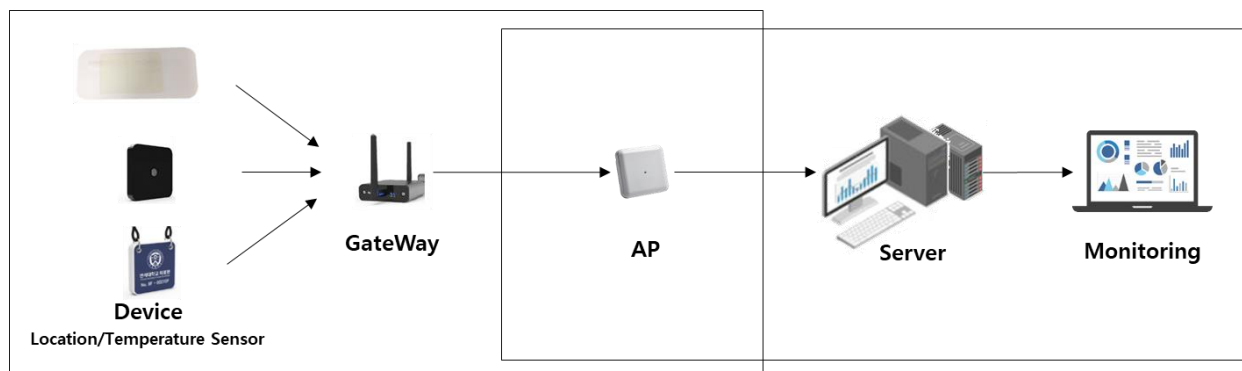 GateWay
AP
Server
Monitoring
Device
Location/Temperature Sensor